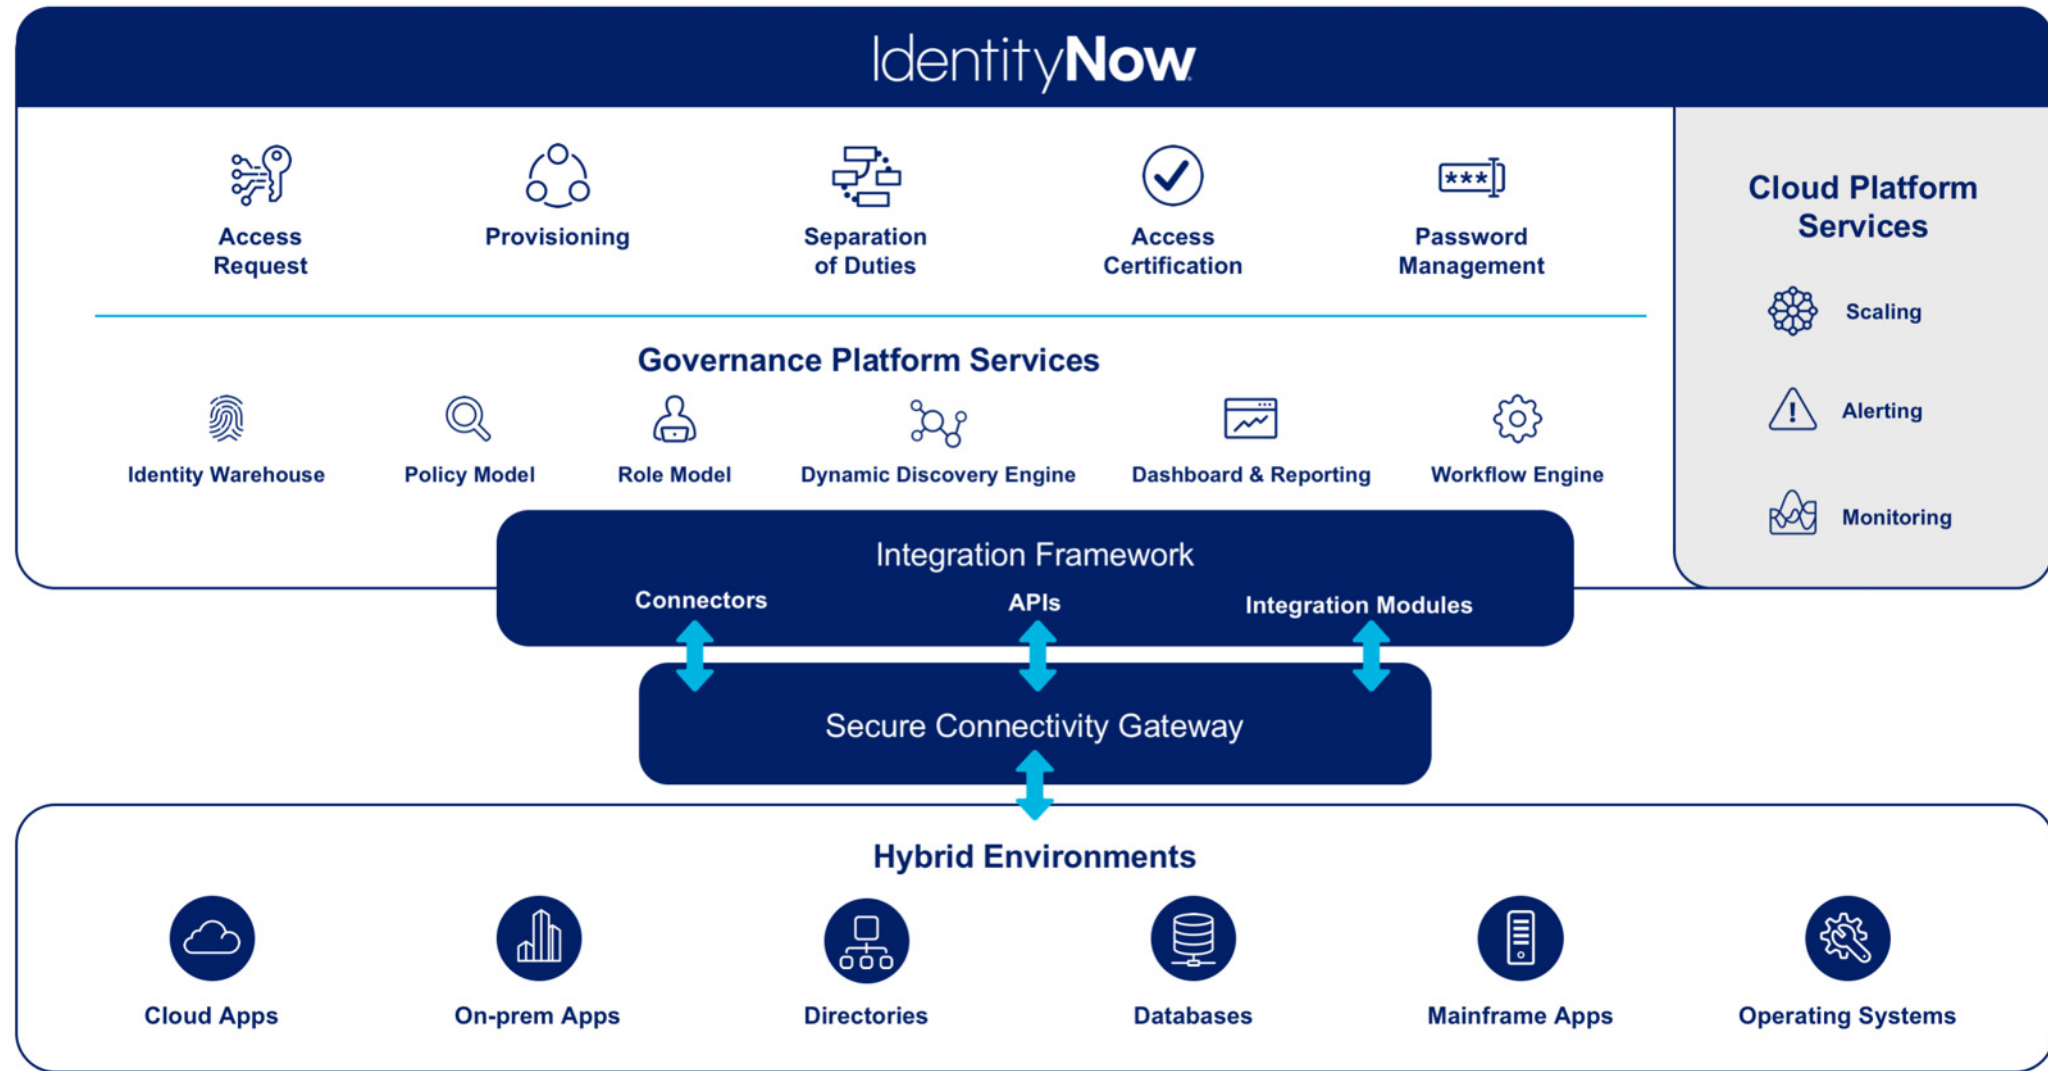 IdentityNow
Access
Request
Provisioning
Separation
of Duties
Access
Certification
***
Password
Management
Cloud Platform
Services
Scaling
Alerting
Monitoring
Governance Platform Services
Identity Warehouse
Policy Model
Role Model
Dynamic Discovery Engine
Dashboard & Reporting
Workflow Engine
Integration Framework
Connectors
APIs
Integration Modules
Secure Connectivity Gateway
Hybrid Environments
Cloud Apps
On-prem Apps
Directories
Databases
Mainframe Apps
Operating Systems